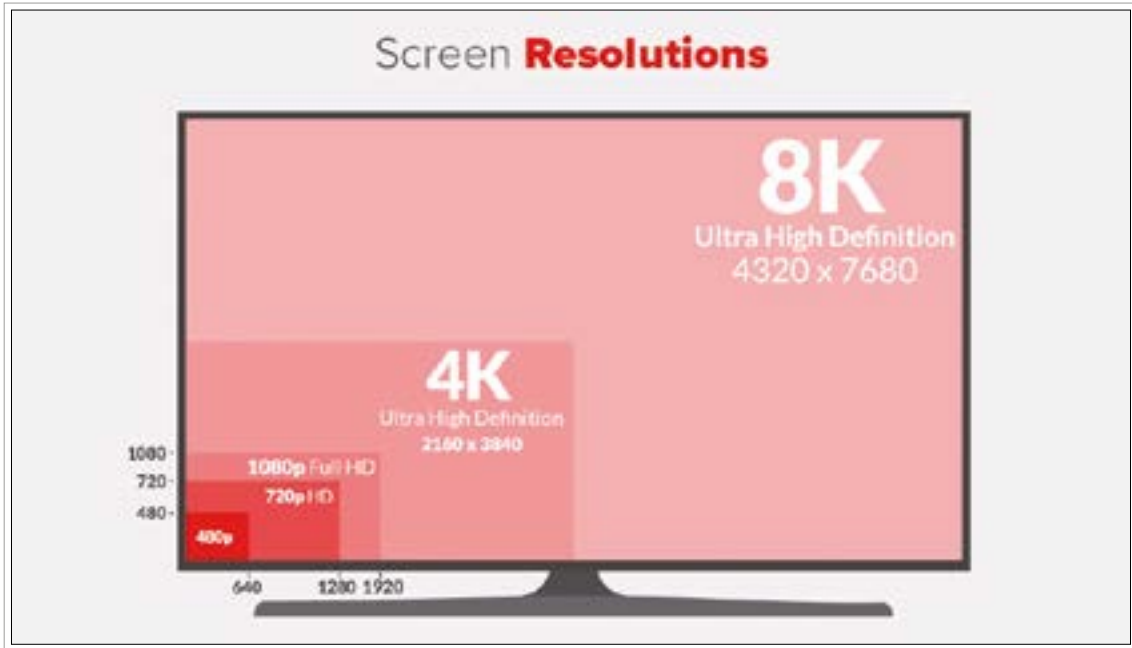 Screen Resolutions
8K
Ultra High Definition
4320 x 7680
4K
Ultra High Definition
2160 x 3840
1080
1080p Full HD
720
720p HD
480
480p
640
1280
1920